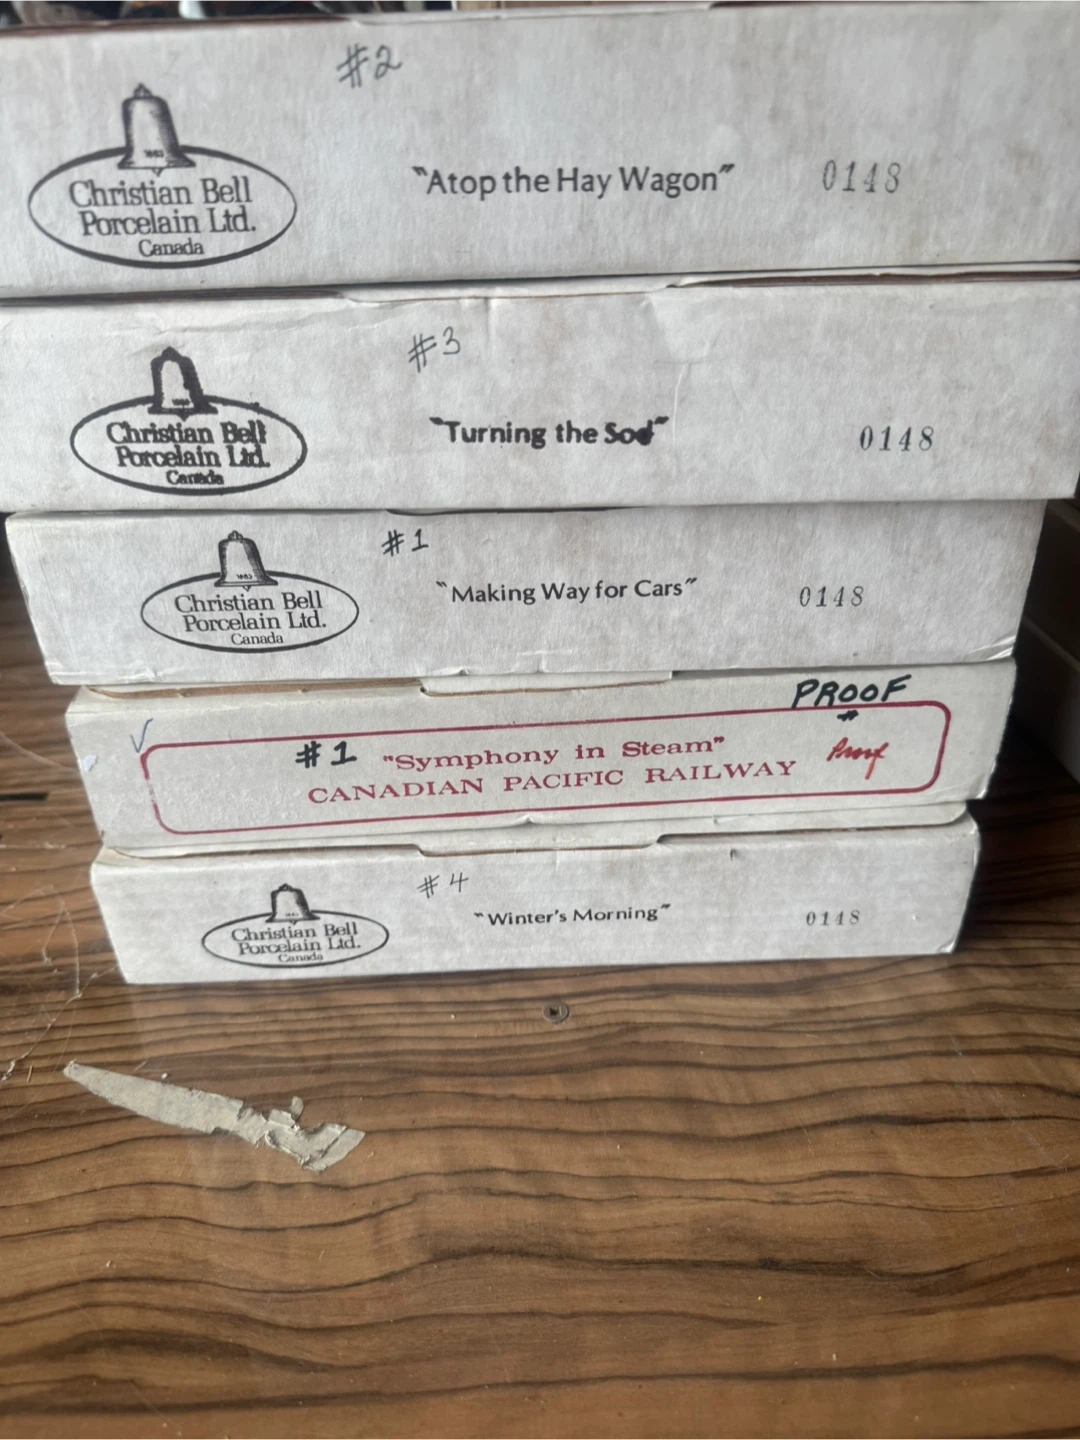 #2
Christian Bell
Porcelain Ltd.
Canada
"Atop the Hay Wagon" 0148
#3
Christian Bell
Porcelain Ltd.
Canada
"Turning the Sod" 0148
#1
Christian Bell
Porcelain Ltd.
Canada
"Making Way for Cars" 0148
PROOF
#1 "Symphony in Steam" Proof
CANADIAN PACIFIC RAILWAY
#4
Christian Bell
Porcelain Ltd.
Canada
"Winter's Morning" 0148